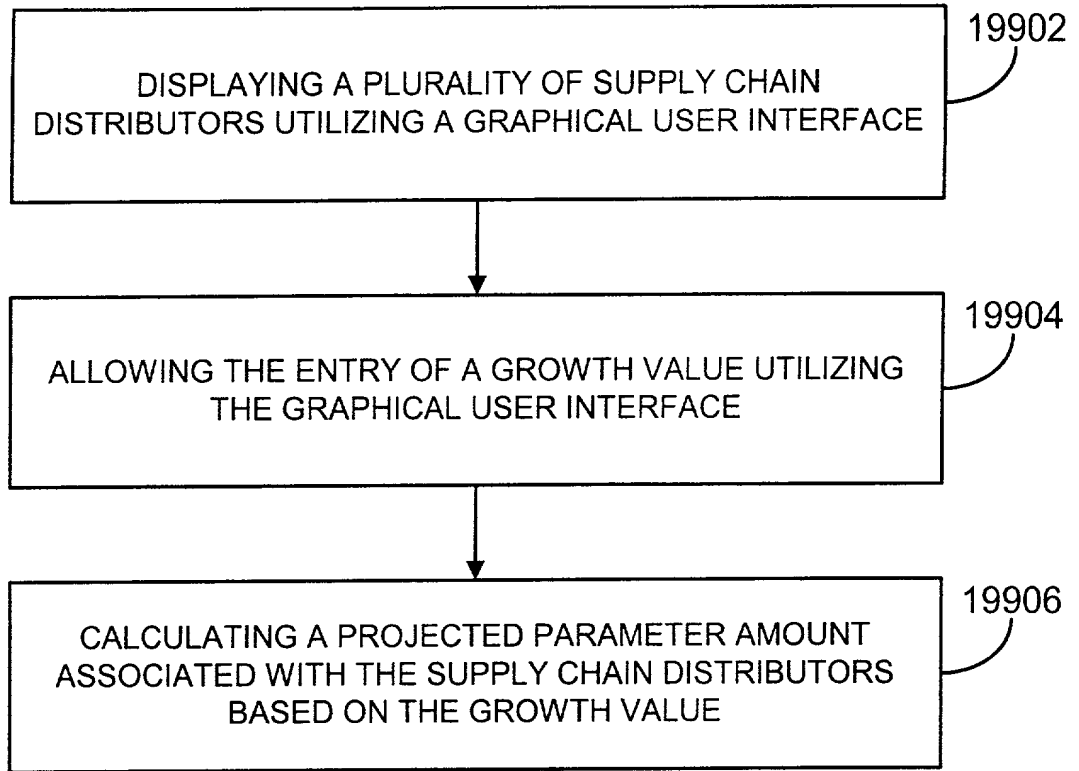 19902
DISPLAYING A PLURALITY OF SUPPLY CHAIN
DISTRIBUTORS UTILIZING A GRAPHICAL USER INTERFACE
19904
ALLOWING THE ENTRY OF A GROWTH VALUE UTILIZING
THE GRAPHICAL USER INTERFACE
19906
CALCULATING A PROJECTED PARAMETER AMOUNT
ASSOCIATED WITH THE SUPPLY CHAIN DISTRIBUTORS
BASED ON THE GROWTH VALUE